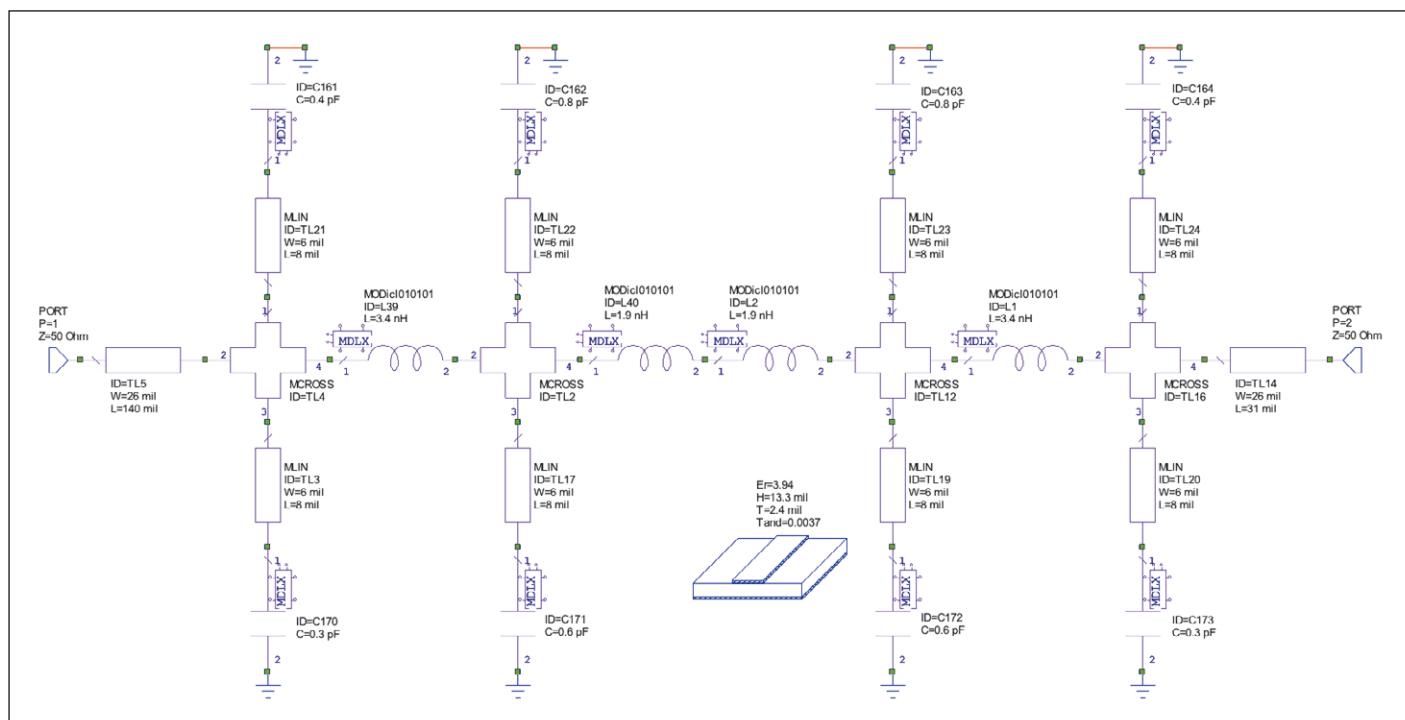 2
2
2
2
ID=C161
C=0.4 pF
ID=C162
C=0.8 pF
ID=C163
C=0.8 pF
ID=C164
C=0.4 pF
MDLX
MDLX
MDLX
MDLX
1
1
1
1
MLIN
ID=TL21
W=6 mil
L=8 mil
MLIN
ID=TL22
W=6 mil
L=8 mil
MLIN
ID=TL23
W=6 mil
L=8 mil
MLIN
ID=TL24
W=6 mil
L=8 mil
PORT
P=1
Z=50 Ohm
MODicl010101
ID=L39
L=3.4 nH
MODicl010101
ID=L40
L=1.9 nH
MODicl010101
ID=L2
L=1.9 nH
MODicl010101
ID=L1
L=3.4 nH
PORT
P=2
Z=50 Ohm
1
1
1
1
MDLX
MDLX
MDLX
MDLX
2
4
1
2
2
4
1
2
1
2
2
4
1
2
2
4
ID=TL5
W=26 mil
L=140 mil
3
MCROSS
ID=TL4
3
MCROSS
ID=TL2
3
MCROSS
ID=TL12
3
MCROSS
ID=TL16
ID=TL14
W=26 mil
L=31 mil
MLIN
ID=TL3
W=6 mil
L=8 mil
MLIN
ID=TL17
W=6 mil
L=8 mil
Er=3.94
H=13.3 mil
T=2.4 mil
Tand=0.0037
MLIN
ID=TL19
W=6 mil
L=8 mil
MLIN
ID=TL20
W=6 mil
L=8 mil
1
1
1
1
MDLX
MDLX
MDLX
MDLX
ID=C170
C=0.3 pF
ID=C171
C=0.6 pF
ID=C172
C=0.6 pF
ID=C173
C=0.3 pF
2
2
2
2